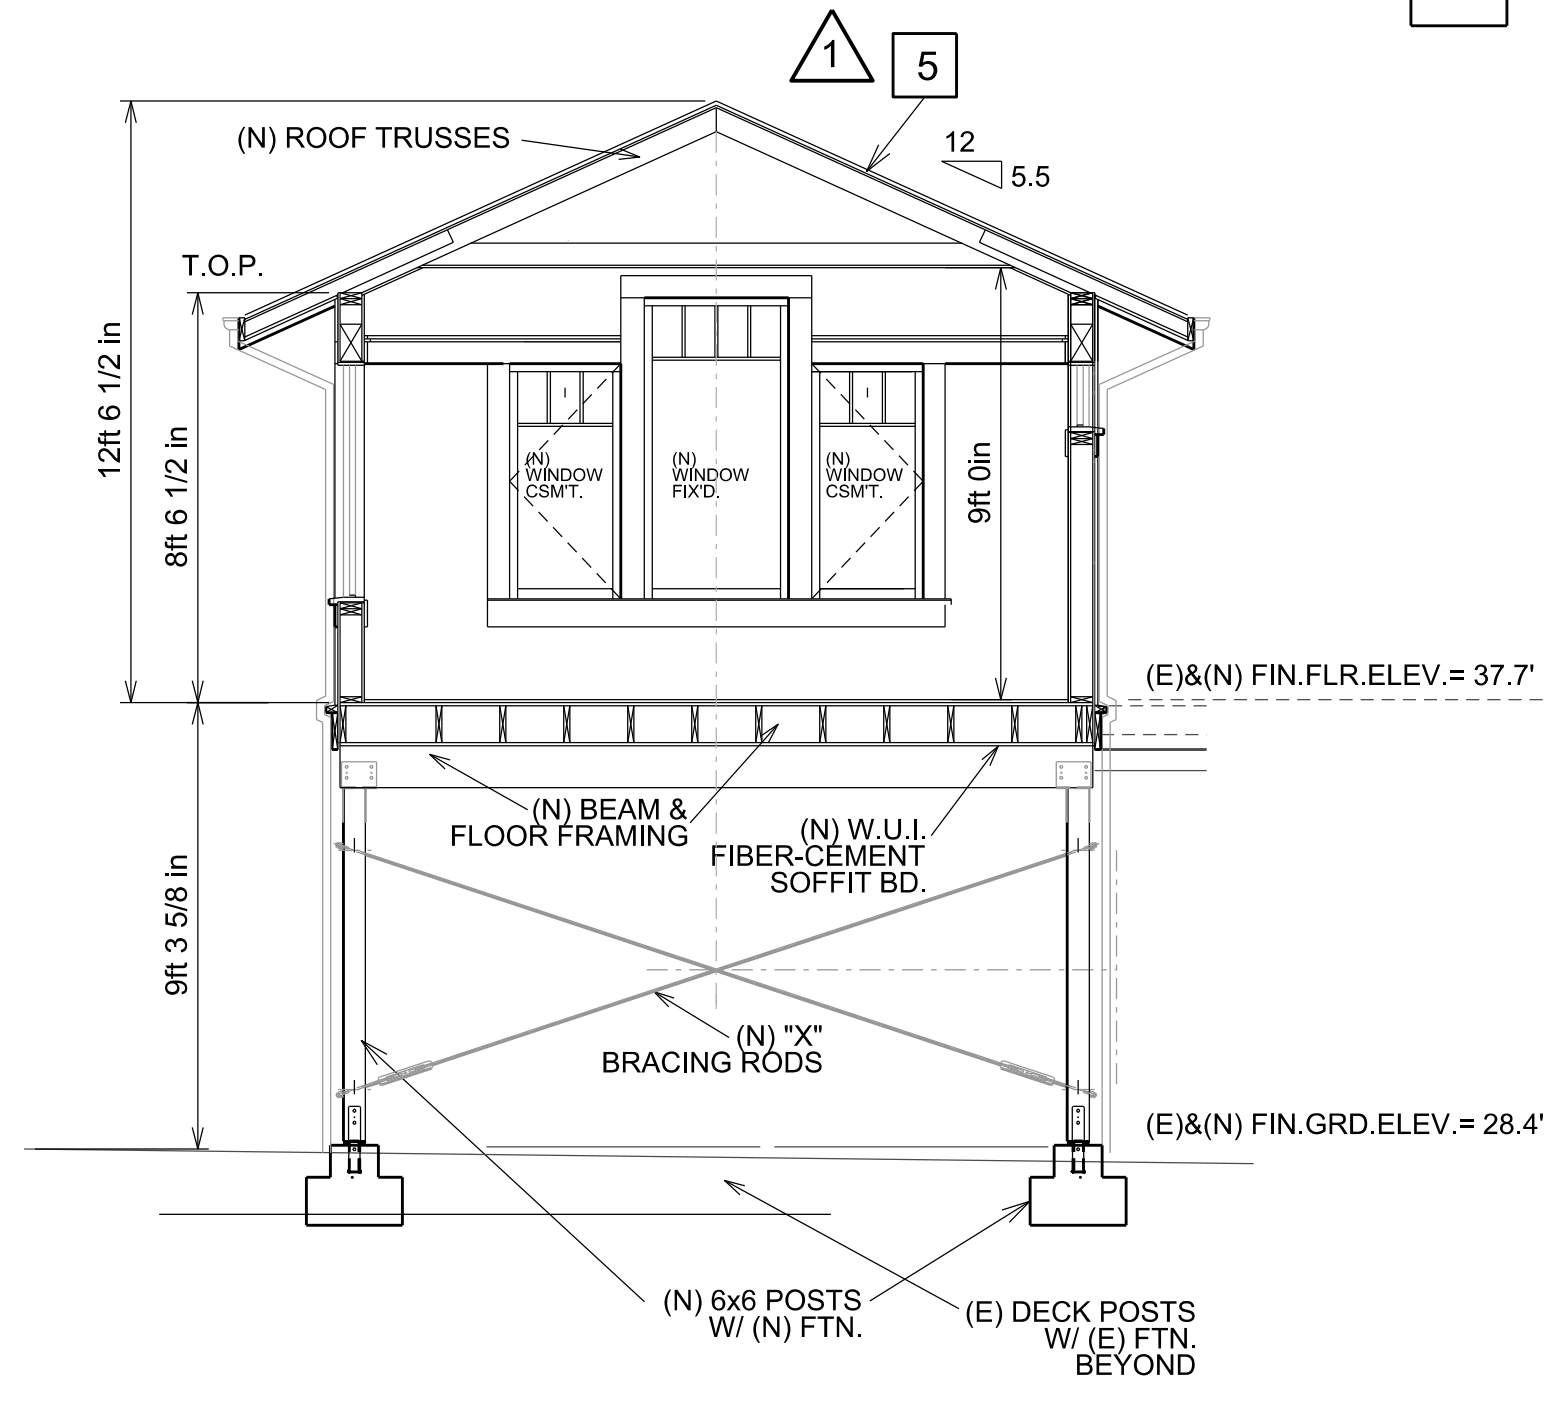 1
5
(N) ROOF TRUSSES
12
5.5
T.O.P.
12ft 6 1/2 in
8ft 6 1/2 in
9ft 0in
(N)
WINDOW
CSM'T.
(N)
WINDOW
FIX'D.
(N)
WINDOW
CSM'T.
(E)&(N) FIN.FLR.ELEV.= 37.7'
(N) BEAM &
FLOOR FRAMING
(N) W.U.I.
FIBER-CEMENT
SOFFIT BD.
9ft 3 5/8 in
(N) "X"
BRACING RODS
(E)&(N) FIN.GRD.ELEV.= 28.4'
(N) 6x6 POSTS
W/ (N) FTN.
(E) DECK POSTS
W/ (E) FTN.
BEYOND